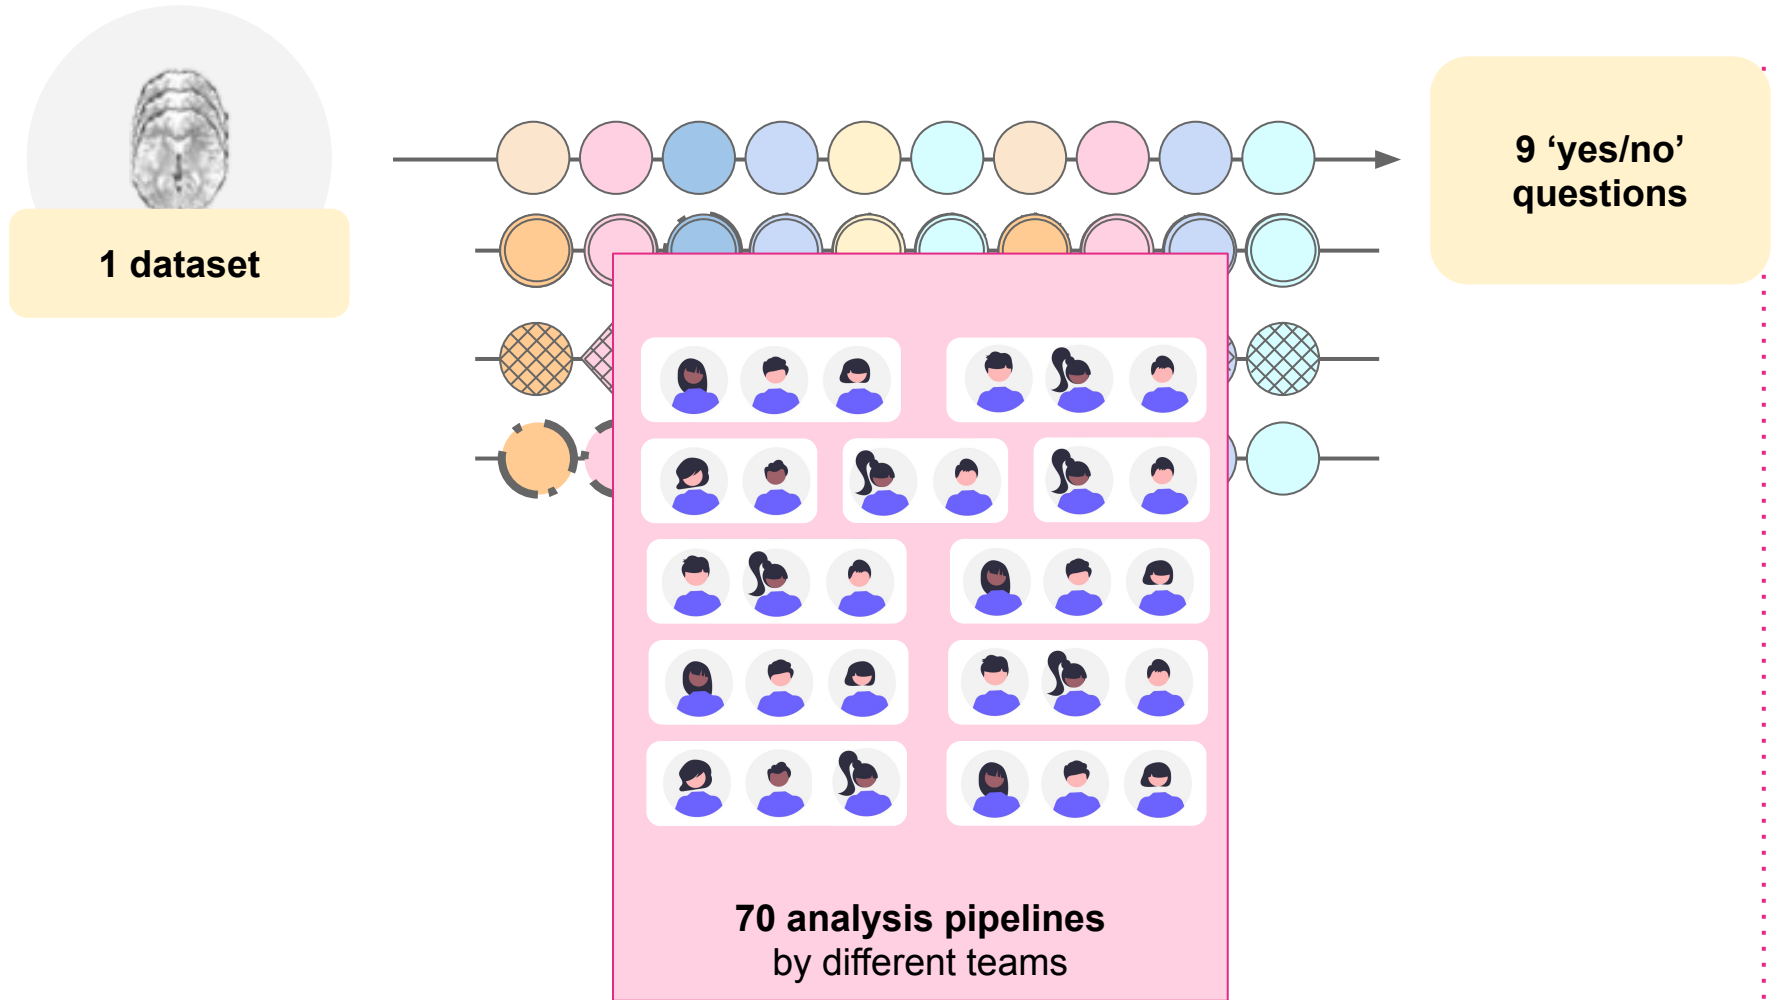 1 dataset
9 ‘yes/no’
questions
70 analysis pipelines
by different teams